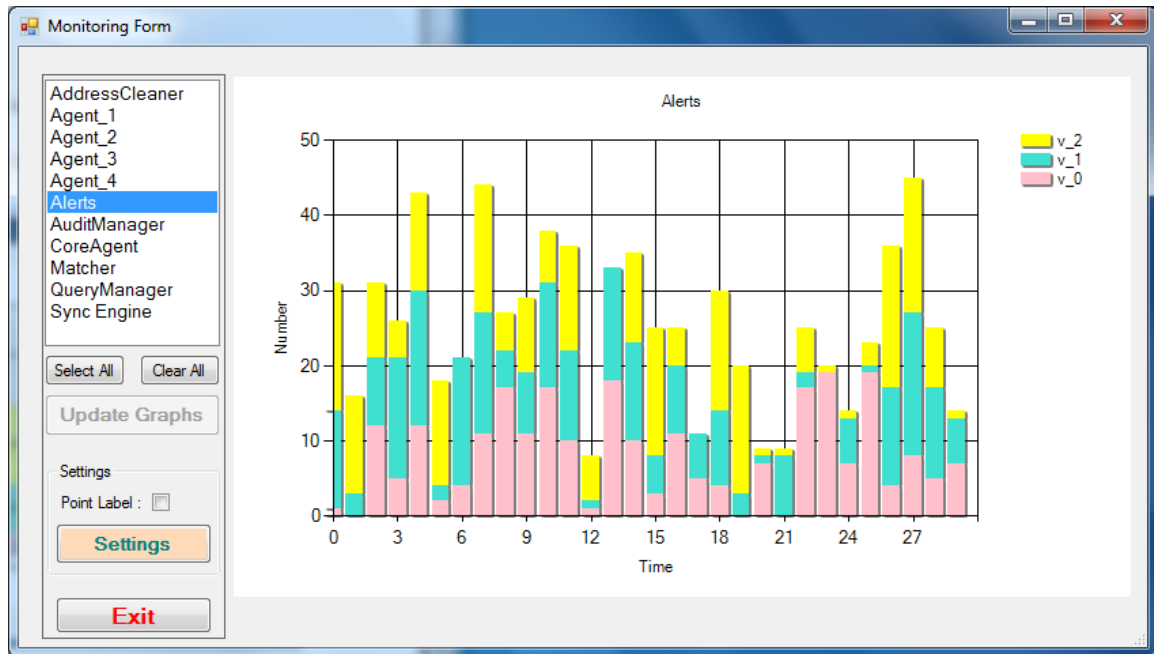 Monitoring Form
AddressCleaner
Agent_1
Agent_2
Agent_3
Agent_4
Alerts
AuditManager
CoreAgent
Matcher
QueryManager
Sync Engine
Select All
Clear All
Update Graphs
Settings
Point Label :
Settings
Exit
Alerts
50
40
30
20
10
0
Number
0 3 6 9 12 15 18 21 24 27
Time
v_2
v_1
v_0